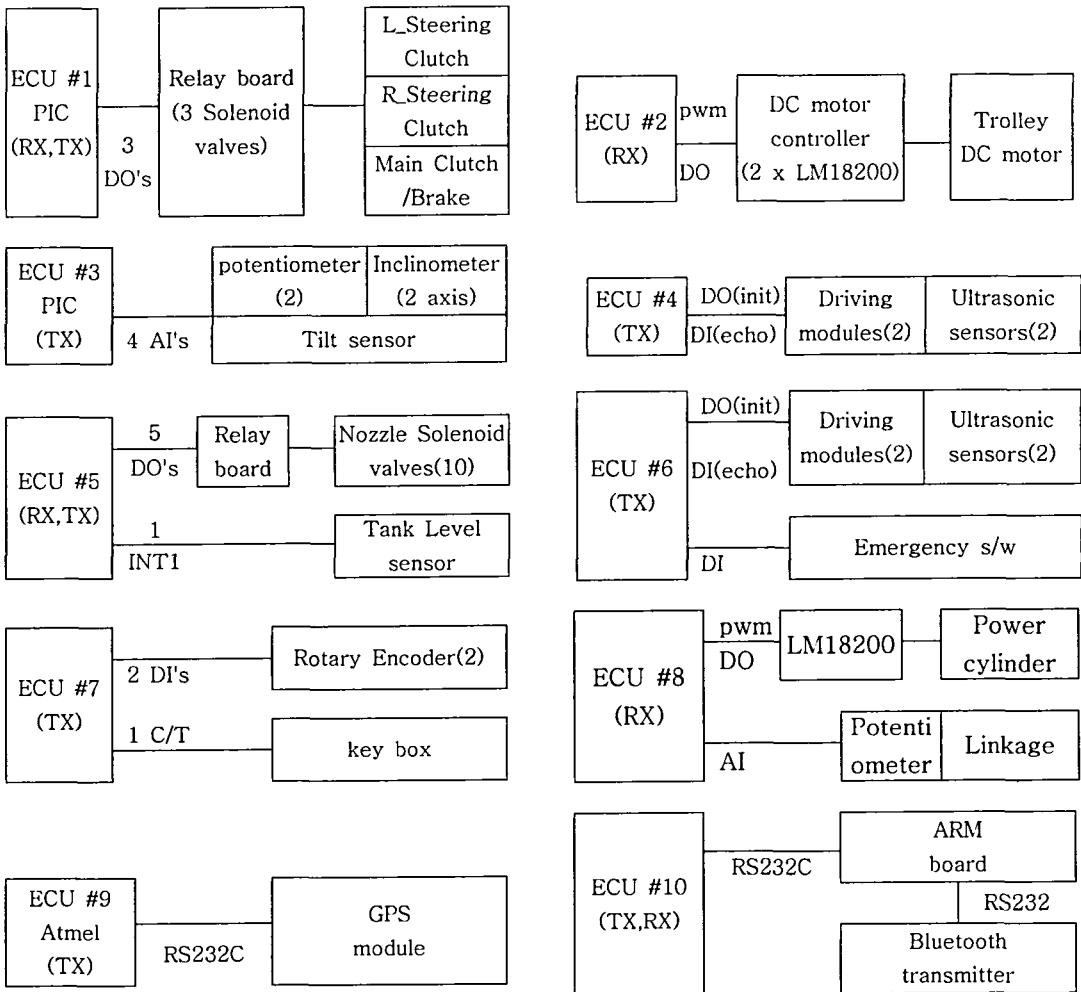 ECU #1
PIC
(RX,TX)
3
DO's
Relay board
(3 Solenoid
valves)
L_Steering
Clutch
R_Steering
Clutch
Main Clutch
/Brake
ECU #2
(RX)
pwm
DO
DC motor
controller
(2 x LM18200)
Trolley
DC motor
ECU #3
PIC
(TX)
4 AI's
potentiometer
(2)
Inclinometer
(2 axis)
Tilt sensor
ECU #4
(TX)
DO(init)
DI(echo)
Driving
modules(2)
Ultrasonic
sensors(2)
ECU #5
(RX,TX)
5
DO's
Relay
board
Nozzle Solenoid
valves(10)
1
INT1
Tank Level
sensor
ECU #6
(TX)
DO(init)
DI(echo)
Driving
modules(2)
Ultrasonic
sensors(2)
DI
Emergency s/w
ECU #7
(TX)
2 DI's
Rotary Encoder(2)
1 C/T
key box
ECU #8
(RX)
pwm
DO
LM18200
Power
cylinder
AI
Potenti
ometer
Linkage
ECU #9
Atmel
(TX)
RS232C
GPS
module
ECU #10
(TX,RX)
RS232C
ARM
board
RS232
Bluetooth
transmitter